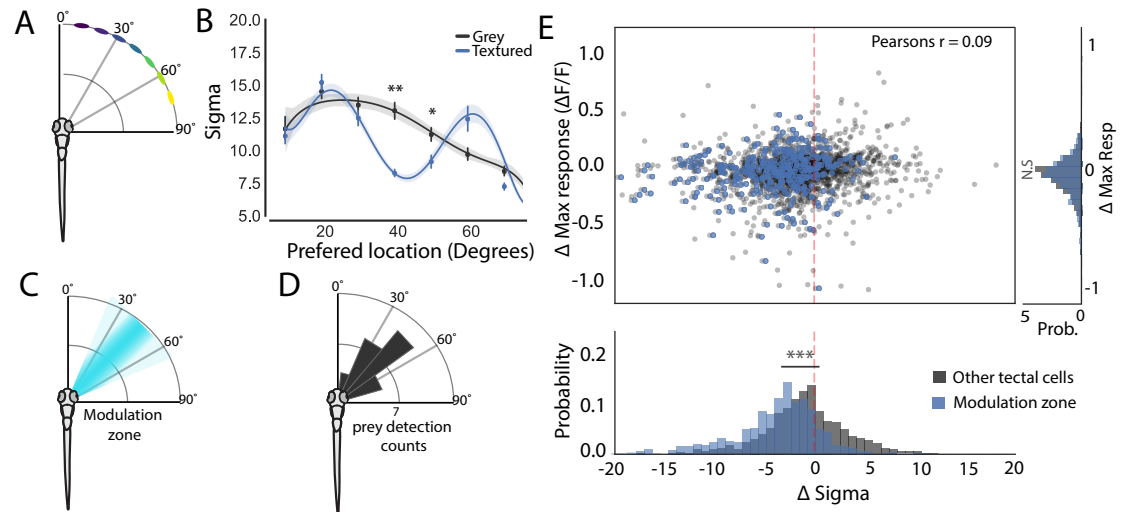 A
0°
30°
60°
90°
B
20.0
17.5
15.0
12.5
10.0
7.5
5.0
Sigma
Grey
Textured
**
*
20
40
60
Prefered location (Degrees)
C
0°
30°
60°
90°
Modulation
zone
D
0°
30°
60°
90°
7
prey detection
counts
E
Pearsons r = 0.09
1.0
0.5
0.0
-0.5
-1.0
Δ Max response (ΔF/F)
1
0
-1
N.S
Δ Max Resp
5
0
Prob.
0.2
0.1
0.0
Probability
***
Other tectal cells
Modulation zone
-20 -15 -10 -5 0 5 10 15 20
Δ Sigma